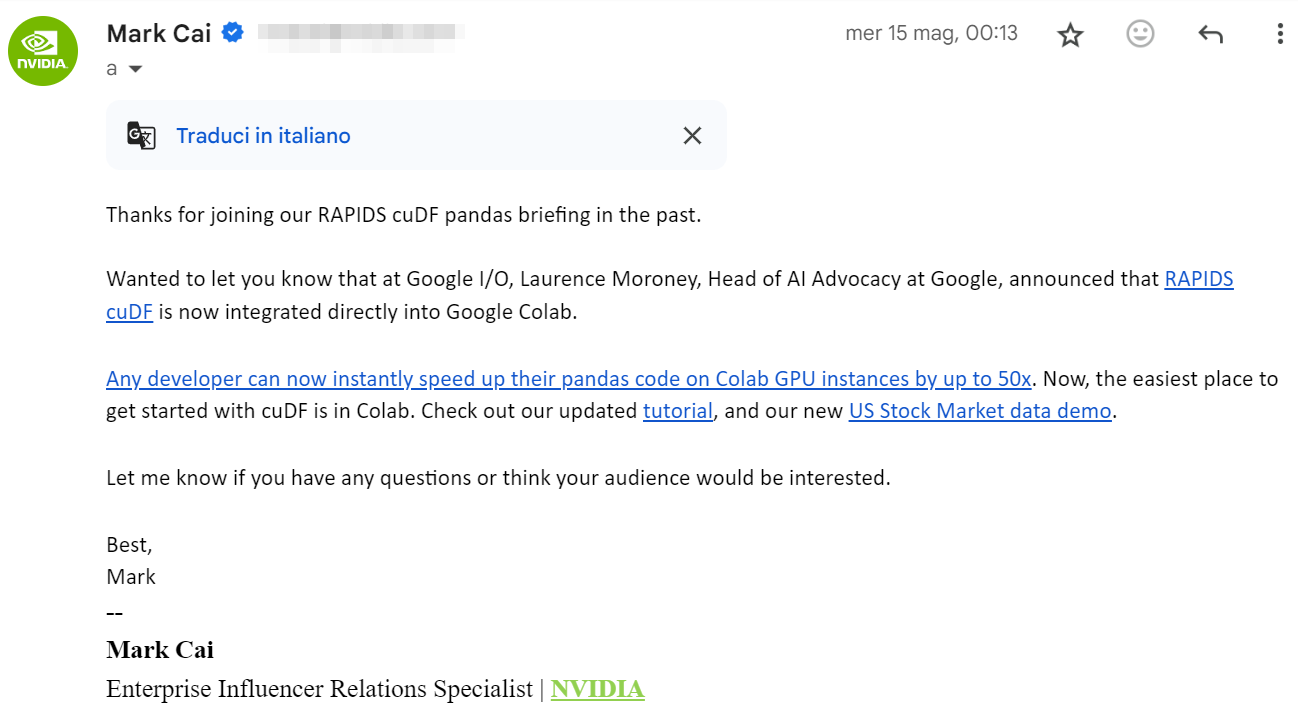 NVIDIA.
Mark Cai
mer 15 mag, 00:13
a
Traduci in italiano
Thanks for joining our RAPIDS cuDF pandas briefing in the past.
Wanted to let you know that at Google I/O, Laurence Moroney, Head of AI Advocacy at Google, announced that RAPIDS
cuDF is now integrated directly into Google Colab.
Any developer can now instantly speed up their pandas code on Colab GPU instances by up to 50x. Now, the easiest place to
get started with cuDF is in Colab. Check out our updated tutorial, and our new US Stock Market data demo.
Let me know if you have any questions or think your audience would be interested.
Best,
Mark
--
Mark Cai
Enterprise Influencer Relations Specialist | NVIDIA